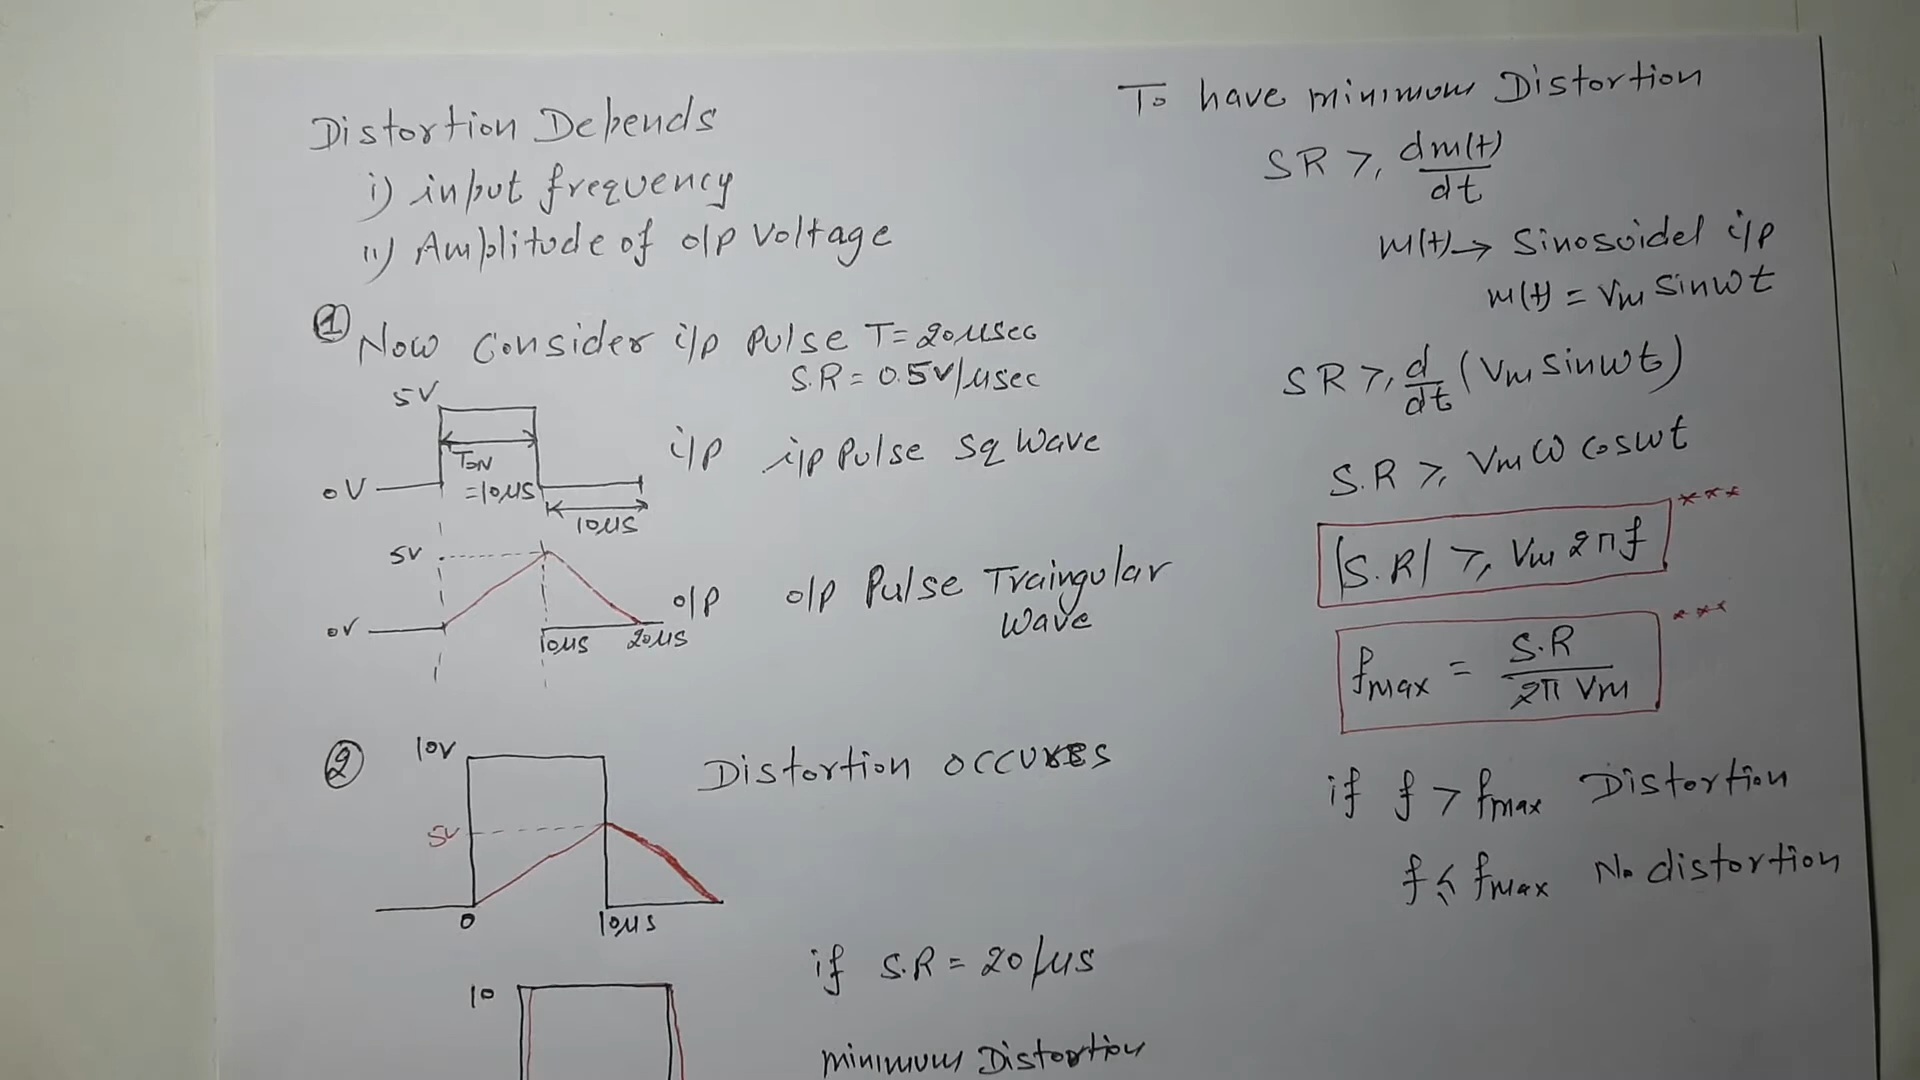 Distortion Depends
i) input frequency
ii) Amplitude of o/p voltage
① Now Consider i/p Pulse T=20μsec
S.R = 0.5V/μsec
5V
TON
=10μs
0V
10μs
i/p i/p Pulse Sq Wave
5V
0V
10μs 20μs
o/p o/p Pulse Traingular
Wave
② 10V
5V
0 10μs
Distortion occures
if S.R = 20/μs
10
minimum Distortion
To have minimum Distortion
SR ≥ dm(t)/dt
m(t)→ Sinosoidel i/p
m(t) = Vm Sinωt
SR ≥ d/dt (Vm sinωt)
S.R ≥ Vm ω cosωt
|S.R| ≥ Vm 2πf ***
fmax = S.R/2π Vm ***
if f > fmax Distortion
f ≤ fmax No distortion